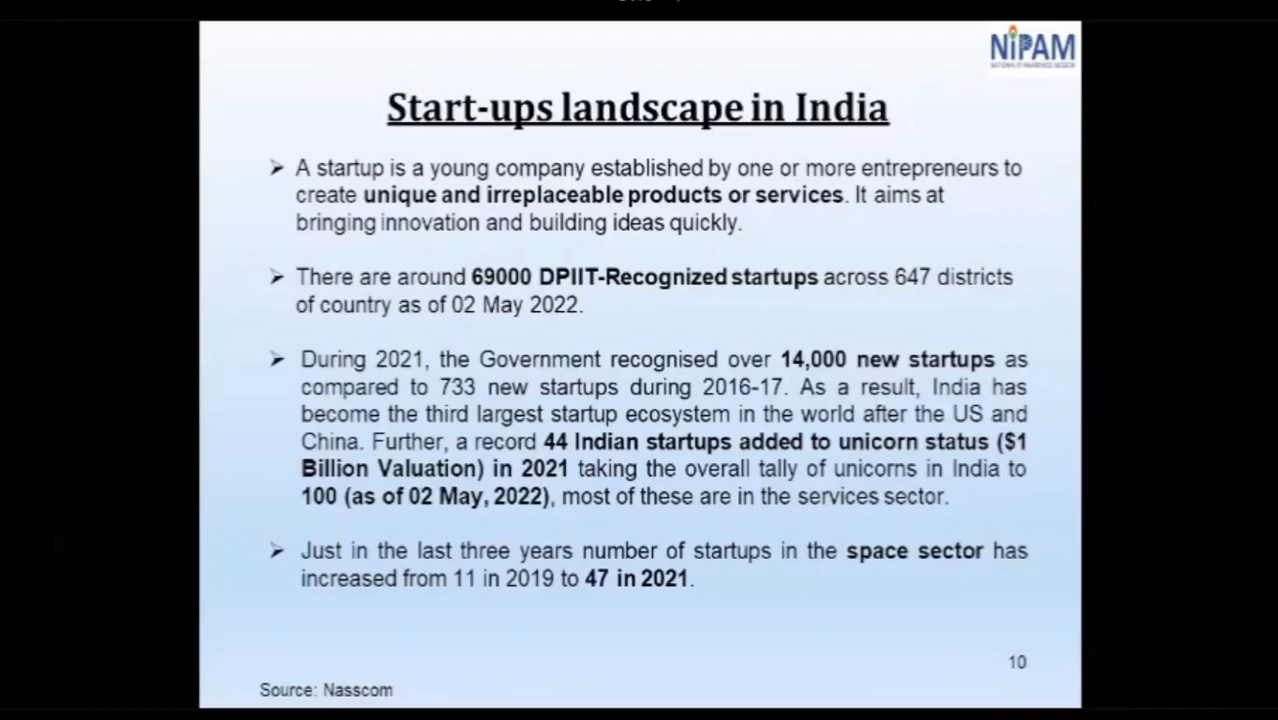 NiPAM
Start-ups landscape in India
➢ A startup is a young company established by one or more entrepreneurs to
create unique and irreplaceable products or services. It aims at
bringing innovation and building ideas quickly.
➢ There are around 69000 DPIIT-Recognized startups across 647 districts
of country as of 02 May 2022.
➢ During 2021, the Government recognised over 14,000 new startups as
compared to 733 new startups during 2016-17. As a result, India has
become the third largest startup ecosystem in the world after the US and
China. Further, a record 44 Indian startups added to unicorn status ($1
Billion Valuation) in 2021 taking the overall tally of unicorns in India to
100 (as of 02 May, 2022), most of these are in the services sector.
➢ Just in the last three years number of startups in the space sector has
increased from 11 in 2019 to 47 in 2021.
10
Source: Nasscom